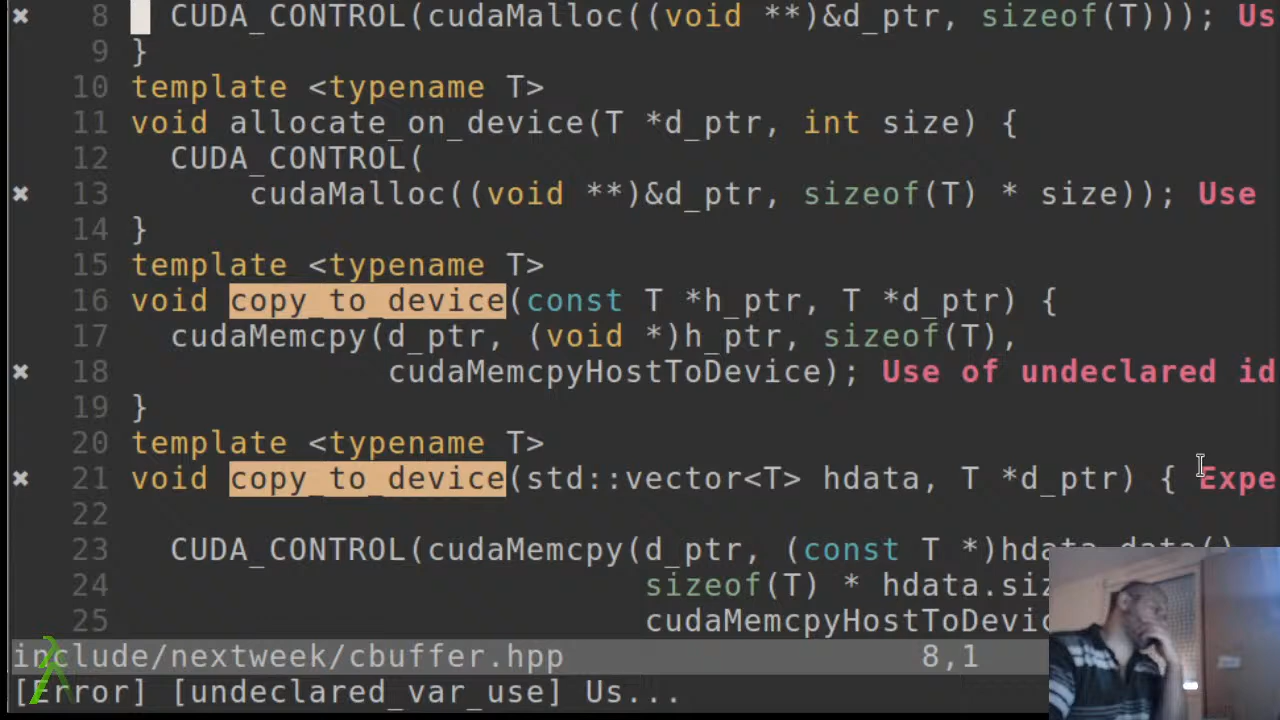 ✖ 8 CUDA_CONTROL(cudaMalloc((void **)&d_ptr, sizeof(T))); Us
9 }
10 template <typename T>
11 void allocate_on_device(T *d_ptr, int size) {
12 CUDA_CONTROL(
✖ 13 cudaMalloc((void **)&d_ptr, sizeof(T) * size)); Use
14 }
15 template <typename T>
16 void copy_to_device(const T *h_ptr, T *d_ptr) {
17 cudaMemcpy(d_ptr, (void *)h_ptr, sizeof(T),
✖ 18 cudaMemcpyHostToDevice); Use of undeclared id
19 }
20 template <typename T>
✖ 21 void copy_to_device(std::vector<T> hdata, T *d_ptr) { Expe
22
23 CUDA_CONTROL(cudaMemcpy(d_ptr, (const T *)hdata.data()
24 sizeof(T) * hdata.siz
25 cudaMemcpyHostToDevic
include/nextweek/cbuffer.hpp 8,1
[Error] [undeclared_var_use] Us...